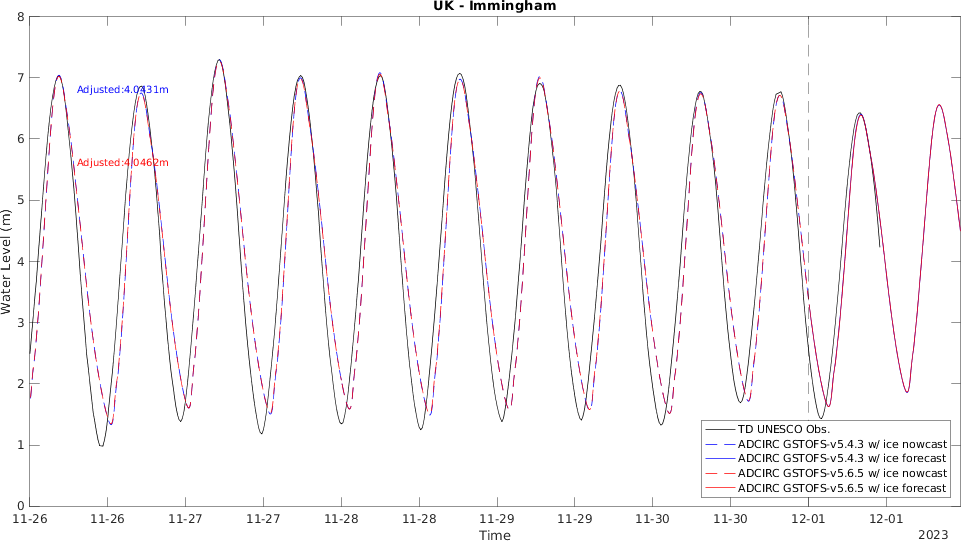 UK - Immingham
8
7
6
5
4
3
2
1
0
Water Level (m)
Adjusted:4.0431m
Adjusted:4.0462m
TD UNESCO Obs.
ADCIRC GSTOFS-v5.4.3 w/ ice nowcast
ADCIRC GSTOFS-v5.4.3 w/ ice forecast
ADCIRC GSTOFS-v5.6.5 w/ ice nowcast
ADCIRC GSTOFS-v5.6.5 w/ ice forecast
11-26 11-26 11-27 11-27 11-28 11-28 11-29 11-29 11-30 11-30 12-01 12-01
Time
2023